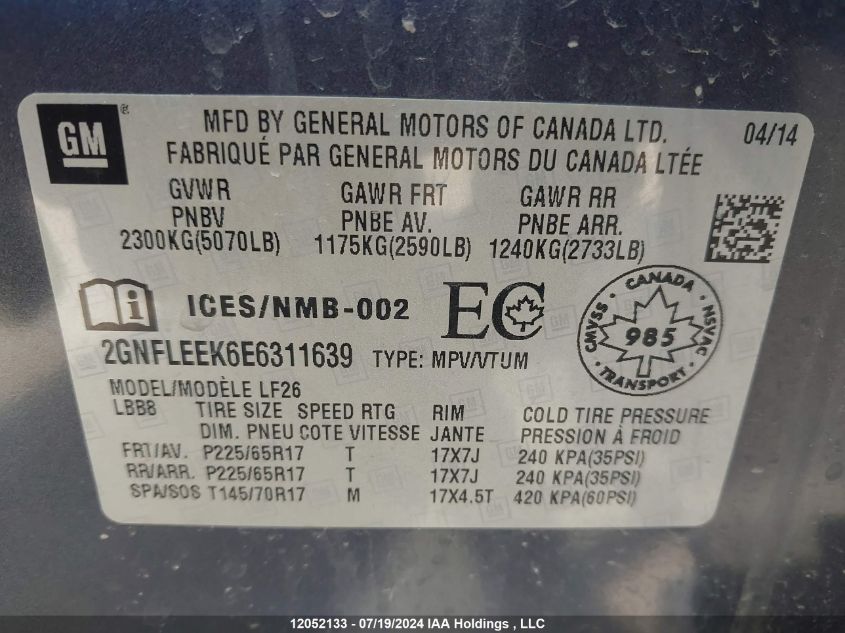 GM ®
MFD BY GENERAL MOTORS OF CANADA LTD. 04/14
FABRIQUÉ PAR GENERAL MOTORS DU CANADA LTÉE
GVWR GAWR FRT GAWR RR
PNBV PNBE AV. PNBE ARR.
2300KG(5070LB) 1175KG(2590LB) 1240KG(2733LB)
ICES/NMB-002 EC
CANADA
CMVSS 985 NSVAC
TRANSPORT
2GNFLEEK6E6311639 TYPE: MPV/VTUM
MODEL/MODÈLE LF26
LBB8 TIRE SIZE SPEED RTG RIM COLD TIRE PRESSURE
DIM. PNEU COTE VITESSE JANTE PRESSION À FROID
FRT/AV. P225/65R17 T 17X7J 240 KPA(35PSI)
RR/ARR. P225/65R17 T 17X7J 240 KPA(35PSI)
SPA/SOS T145/70R17 M 17X4.5T 420 KPA(60PSI)
12052133 - 07/19/2024 IAA Holdings , LLC